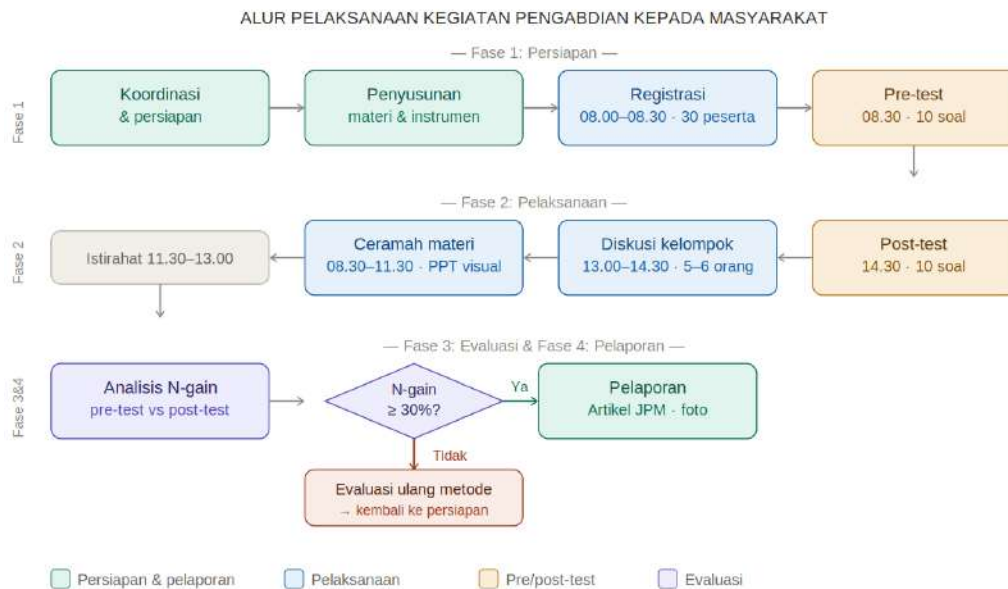 ALUR PELAKSANAAN KEGIATAN PENGABDIAN KEPADA MASYARAKAT
— Fase 1: Persiapan —
Fase 1
Koordinasi
& persiapan
Penyusunan
materi & instrumen
Registrasi
08.00–08.30 · 30 peserta
Pre-test
08.30 · 10 soal
— Fase 2: Pelaksanaan —
Fase 2
Istirahat 11.30–13.00
Ceramah materi
08.30–11.30 · PPT visual
Diskusi kelompok
13.00–14.30 · 5–6 orang
Post-test
14.30 · 10 soal
— Fase 3: Evaluasi & Fase 4: Pelaporan —
Fase 3&4
Analisis N-gain
pre-test vs post-test
N-gain
≥ 30%?
Ya
Pelaporan
Artikel JPM · foto
Tidak
Evaluasi ulang metode
→ kembali ke persiapan
Persiapan & pelaporan
Pelaksanaan
Pre/post-test
Evaluasi